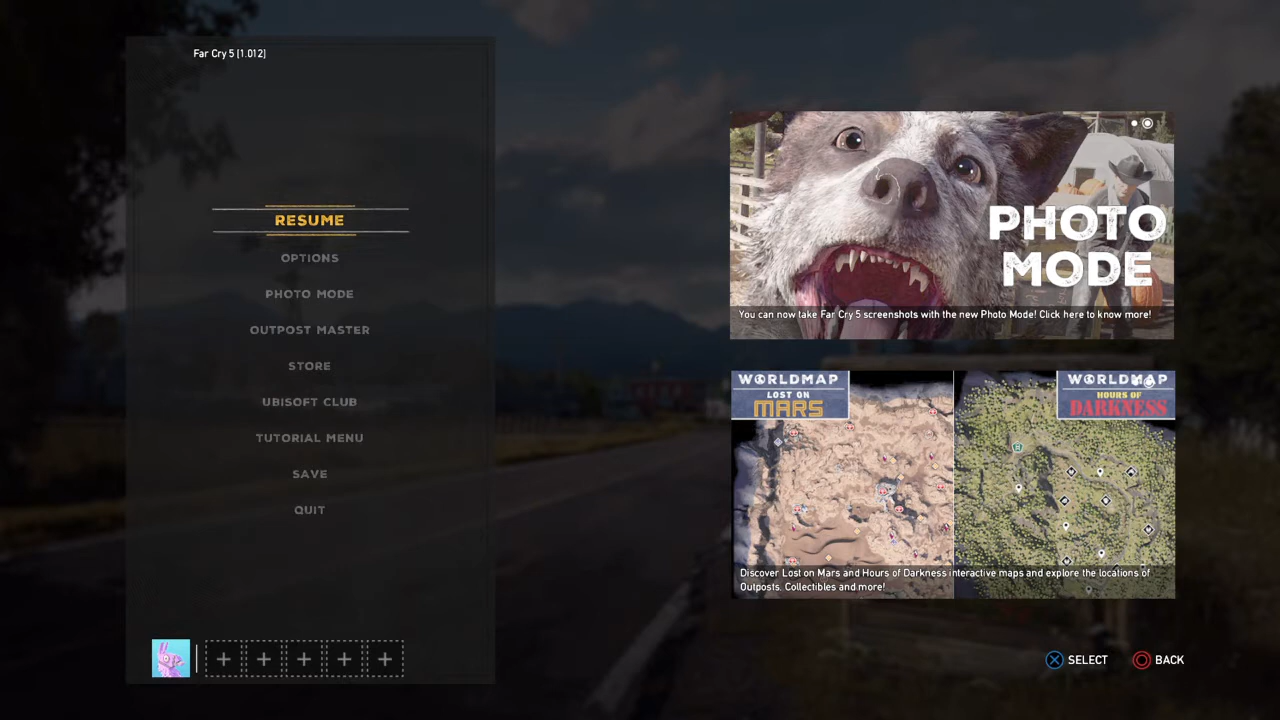 Far Cry 5 [1.012]
RESUME
OPTIONS
PHOTO MODE
OUTPOST MASTER
STORE
UBISOFT CLUB
TUTORIAL MENU
SAVE
QUIT
PHOTO
MODE
You can now take Far Cry 5 screenshots with the new Photo Mode! Click here to know more!
WORLDMAP
LOST ON
MARS
WORLDMAP
HOURS OF
DARKNESS
Discover Lost on Mars and Hours of Darkness interactive maps and explore the locations of
Outposts, Collectibles and more!
SELECT
BACK